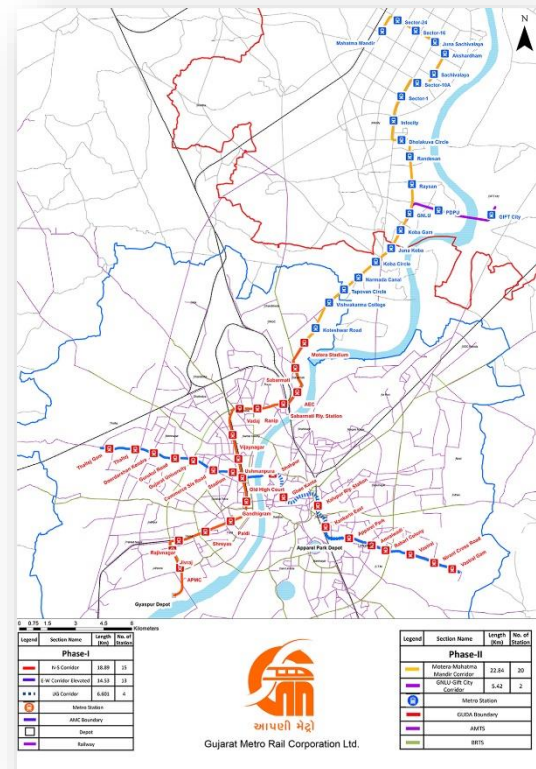 N
Sector-24
Sector-16
Mahatma Mandir
Juna Sachivalaya
Akshardham
Sachivalaya
Sector-10A
Sector-1
Infocity
Dholakuva Circle
Randesan
Raysan
GNLU
PDPU
GIFT City
Koba Gam
Juna Koba
Koba Circle
Narmada Canal
Tapovan Circle
Vishwakarma College
Koteshwar Road
Motera Stadium
Sabarmati
AEC
Sabarmati Rly. Station
Ranip
Vadaj
Vijaynagar
Usmanpura
Old High Court
Shahpur
Ghee Kanta
Kalupur Rly. Station
Kankaria East
Apparel Park
Amraiwadi
Rabari Colony
Vastral
Nirant Cross Road
Vastral Gam
Thaltej Gam
Thaltej
Doordarshan Kendra
Gurukul Road
Gujarat University
Commerce Six Road
Stadium
Gandhigram
Paldi
Shreyas
Rajivnagar
Jivraj
APMC
Gyaspur Depot
Apparel Park Depot
0 0.75 1.5 3 4.5 6
Kilometers
Legend Section Name Length (Km) No. of Station
Phase-I
N-S Corridor 18.89 15
E-W Corridor Elevated 14.53 13
UG Corridor 6.601 4
Metro Station
AMC Boundary
Depot
Railway
આપણી મેટ્રો
Gujarat Metro Rail Corporation Ltd.
Legend Section Name Length (Km) No. of Station
Phase-II
Motera-Mahatma Mandir Corridor 22.84 20
GNLU-Gift City Corridor 5.42 2
Metro Station
GUDA Boundary
AMTS
BRTS